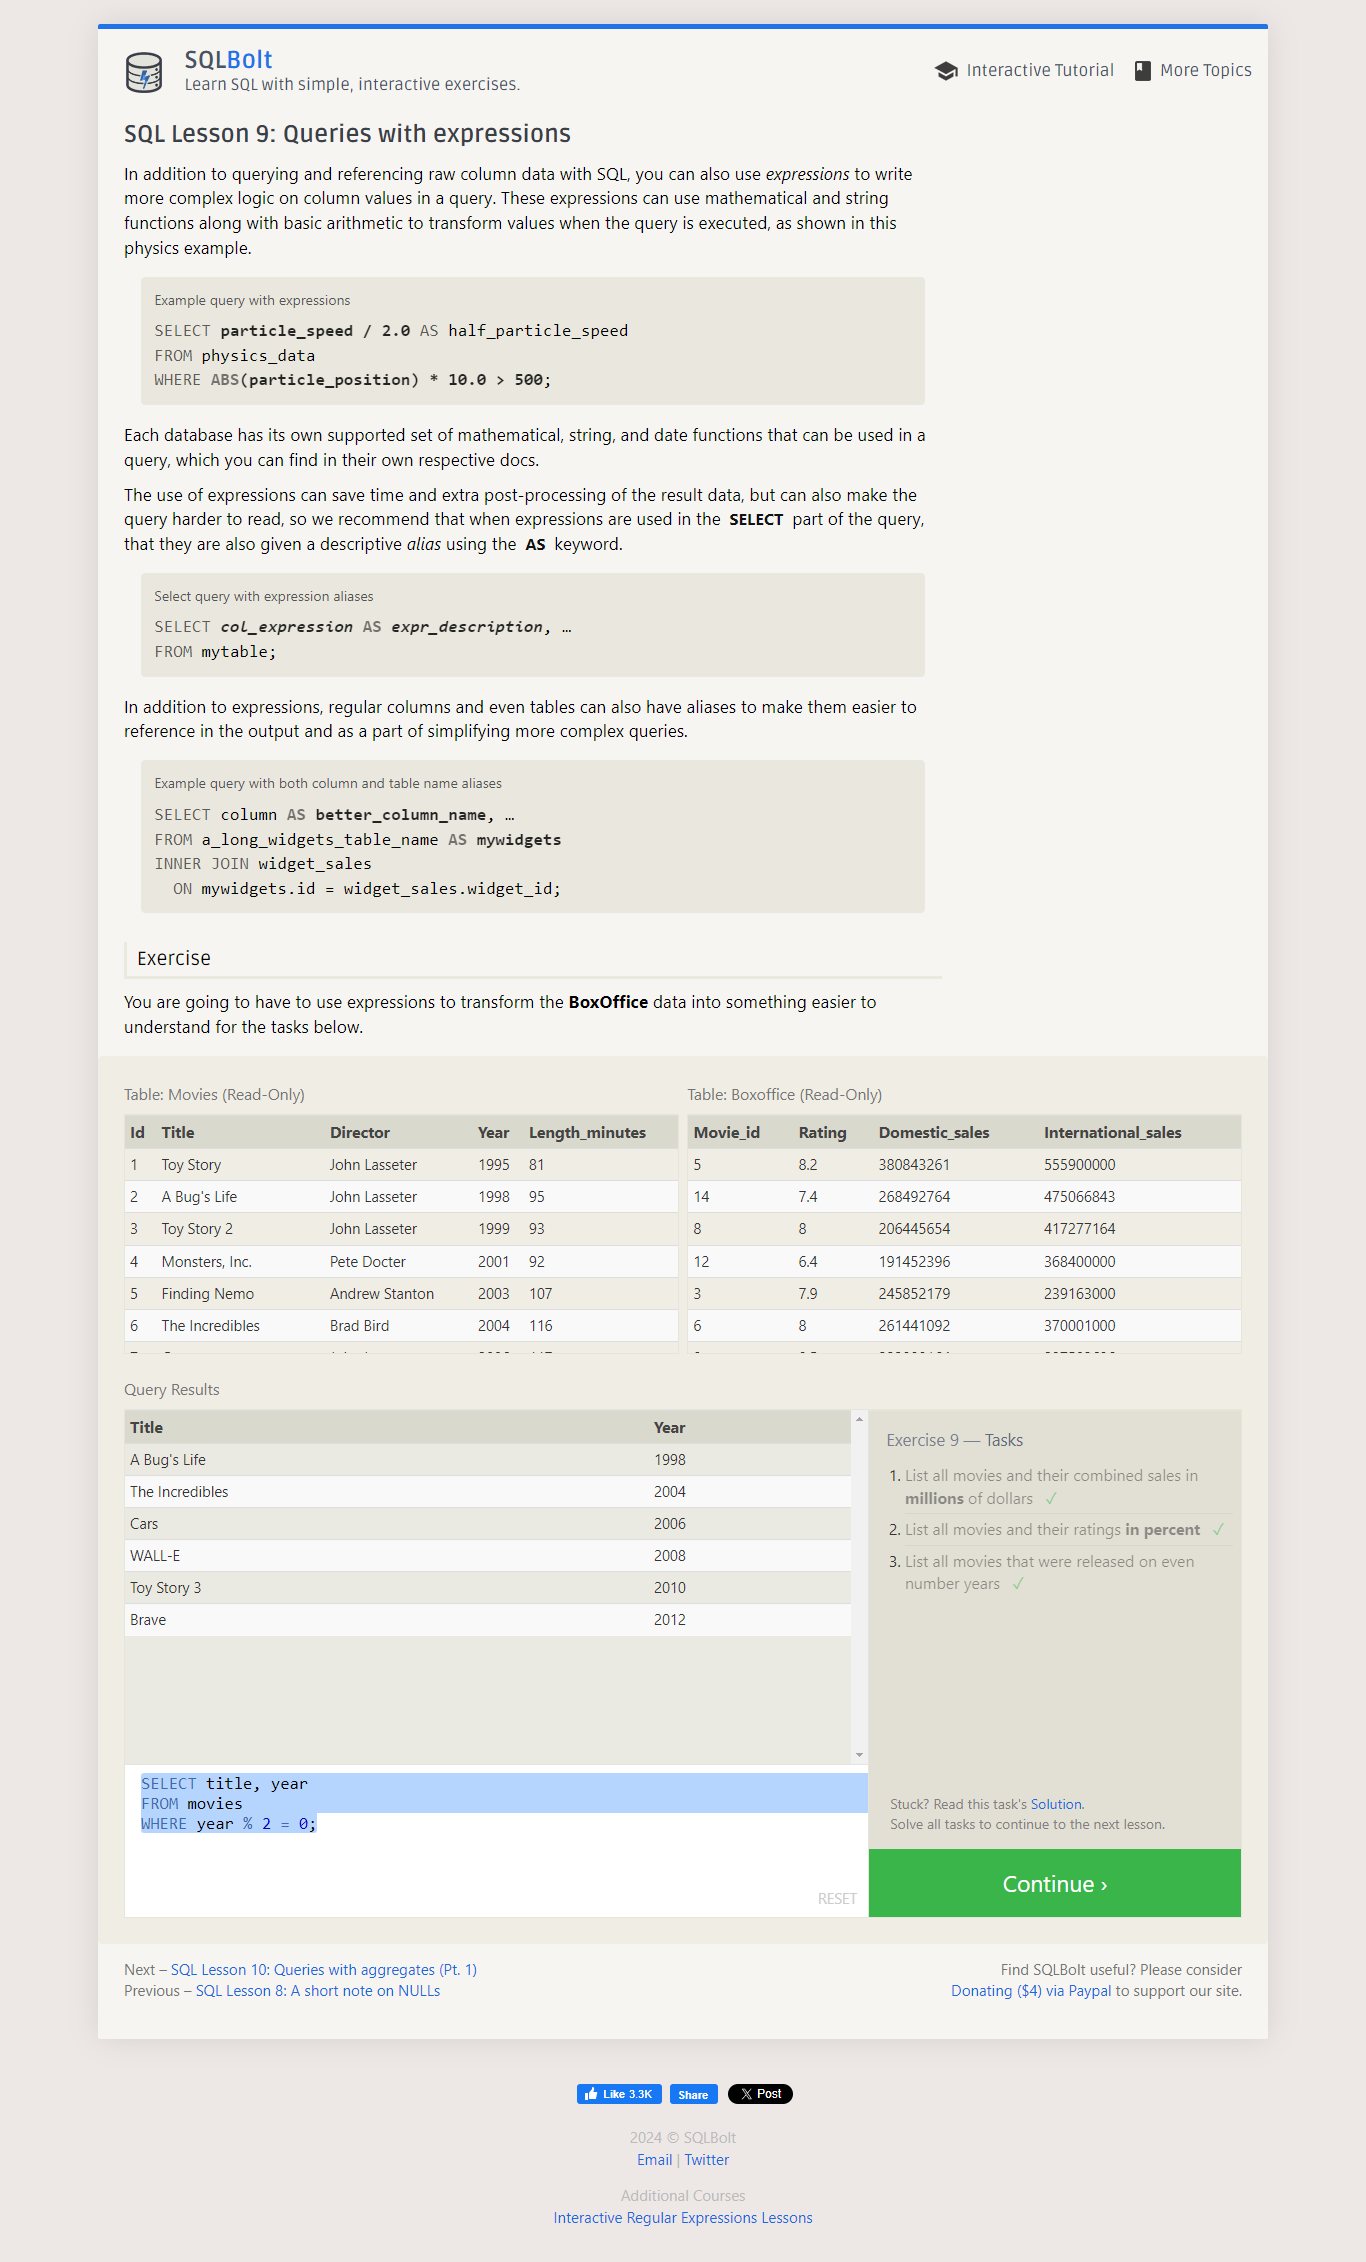 SQLBolt
Learn SQL with simple, interactive exercises.
Interactive Tutorial
More Topics
SQL Lesson 9: Queries with expressions
In addition to querying and referencing raw column data with SQL, you can also use expressions to write
more complex logic on column values in a query. These expressions can use mathematical and string
functions along with basic arithmetic to transform values when the query is executed, as shown in this
physics example.
Example query with expressions
SELECT particle_speed / 2.0 AS half_particle_speed
FROM physics_data
WHERE ABS(particle_position) * 10.0 > 500;
Each database has its own supported set of mathematical, string, and date functions that can be used in a
query, which you can find in their own respective docs.
The use of expressions can save time and extra post-processing of the result data, but can also make the
query harder to read, so we recommend that when expressions are used in the SELECT part of the query,
that they are also given a descriptive alias using the AS keyword.
Select query with expression aliases
SELECT col_expression AS expr_description, …
FROM mytable;
In addition to expressions, regular columns and even tables can also have aliases to make them easier to
reference in the output and as a part of simplifying more complex queries.
Example query with both column and table name aliases
SELECT column AS better_column_name, …
FROM a_long_widgets_table_name AS mywidgets
INNER JOIN widget_sales
ON mywidgets.id = widget_sales.widget_id;
Exercise
You are going to have to use expressions to transform the BoxOffice data into something easier to
understand for the tasks below.
Table: Movies (Read-Only)
Id Title Director Year Length_minutes
1 Toy Story John Lasseter 1995 81
2 A Bug's Life John Lasseter 1998 95
3 Toy Story 2 John Lasseter 1999 93
4 Monsters, Inc. Pete Docter 2001 92
5 Finding Nemo Andrew Stanton 2003 107
6 The Incredibles Brad Bird 2004 116
Table: Boxoffice (Read-Only)
Movie_id Rating Domestic_sales International_sales
5 8.2 380843261 555900000
14 7.4 268492764 475066843
8 8 206445654 417277164
12 6.4 191452396 368400000
3 7.9 245852179 239163000
6 8 261441092 370001000
Query Results
Title Year
A Bug's Life 1998
The Incredibles 2004
Cars 2006
WALL-E 2008
Toy Story 3 2010
Brave 2012
SELECT title, year
FROM movies
WHERE year % 2 = 0;
RESET
Exercise 9 — Tasks
1. List all movies and their combined sales in
millions of dollars ✓
2. List all movies and their ratings in percent ✓
3. List all movies that were released on even
number years ✓
Stuck? Read this task's Solution.
Solve all tasks to continue to the next lesson.
Continue ›
Next – SQL Lesson 10: Queries with aggregates (Pt. 1)
Previous – SQL Lesson 8: A short note on NULLs
Find SQLBolt useful? Please consider
Donating ($4) via Paypal to support our site.
Like 3.3K
Share
Post
2024 © SQLBolt
Email | Twitter
Additional Courses
Interactive Regular Expressions Lessons